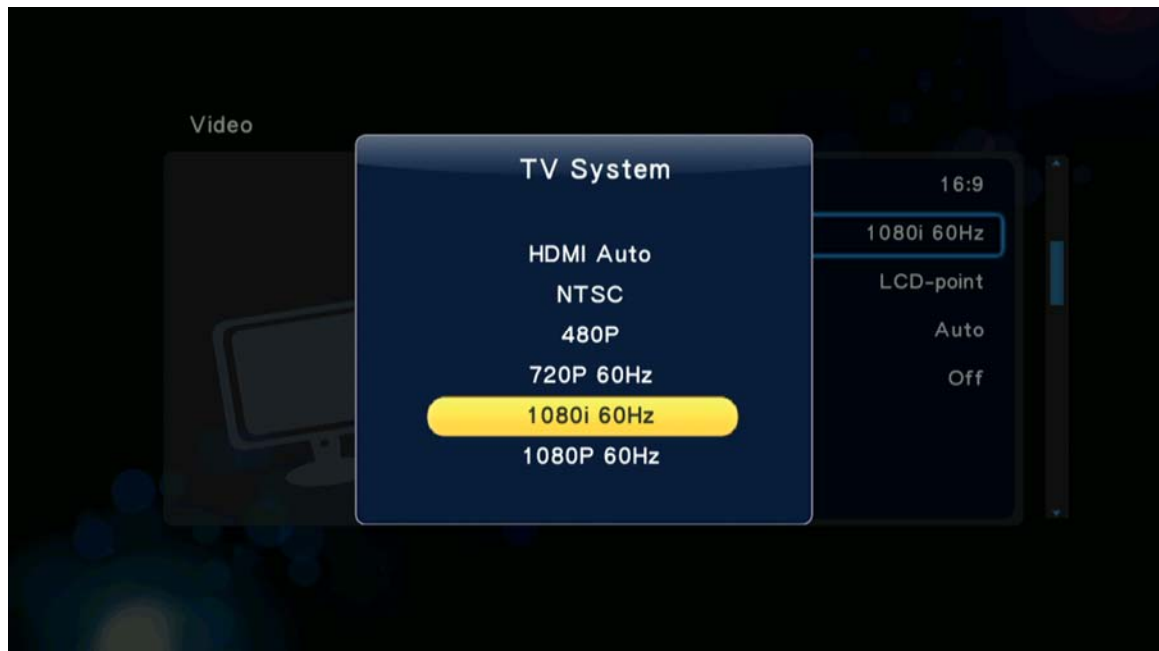 Video
TV System
HDMI Auto
NTSC
480P
720P 60Hz
1080i 60Hz
1080P 60Hz
16:9
1080i 60Hz
LCD-point
Auto
Off